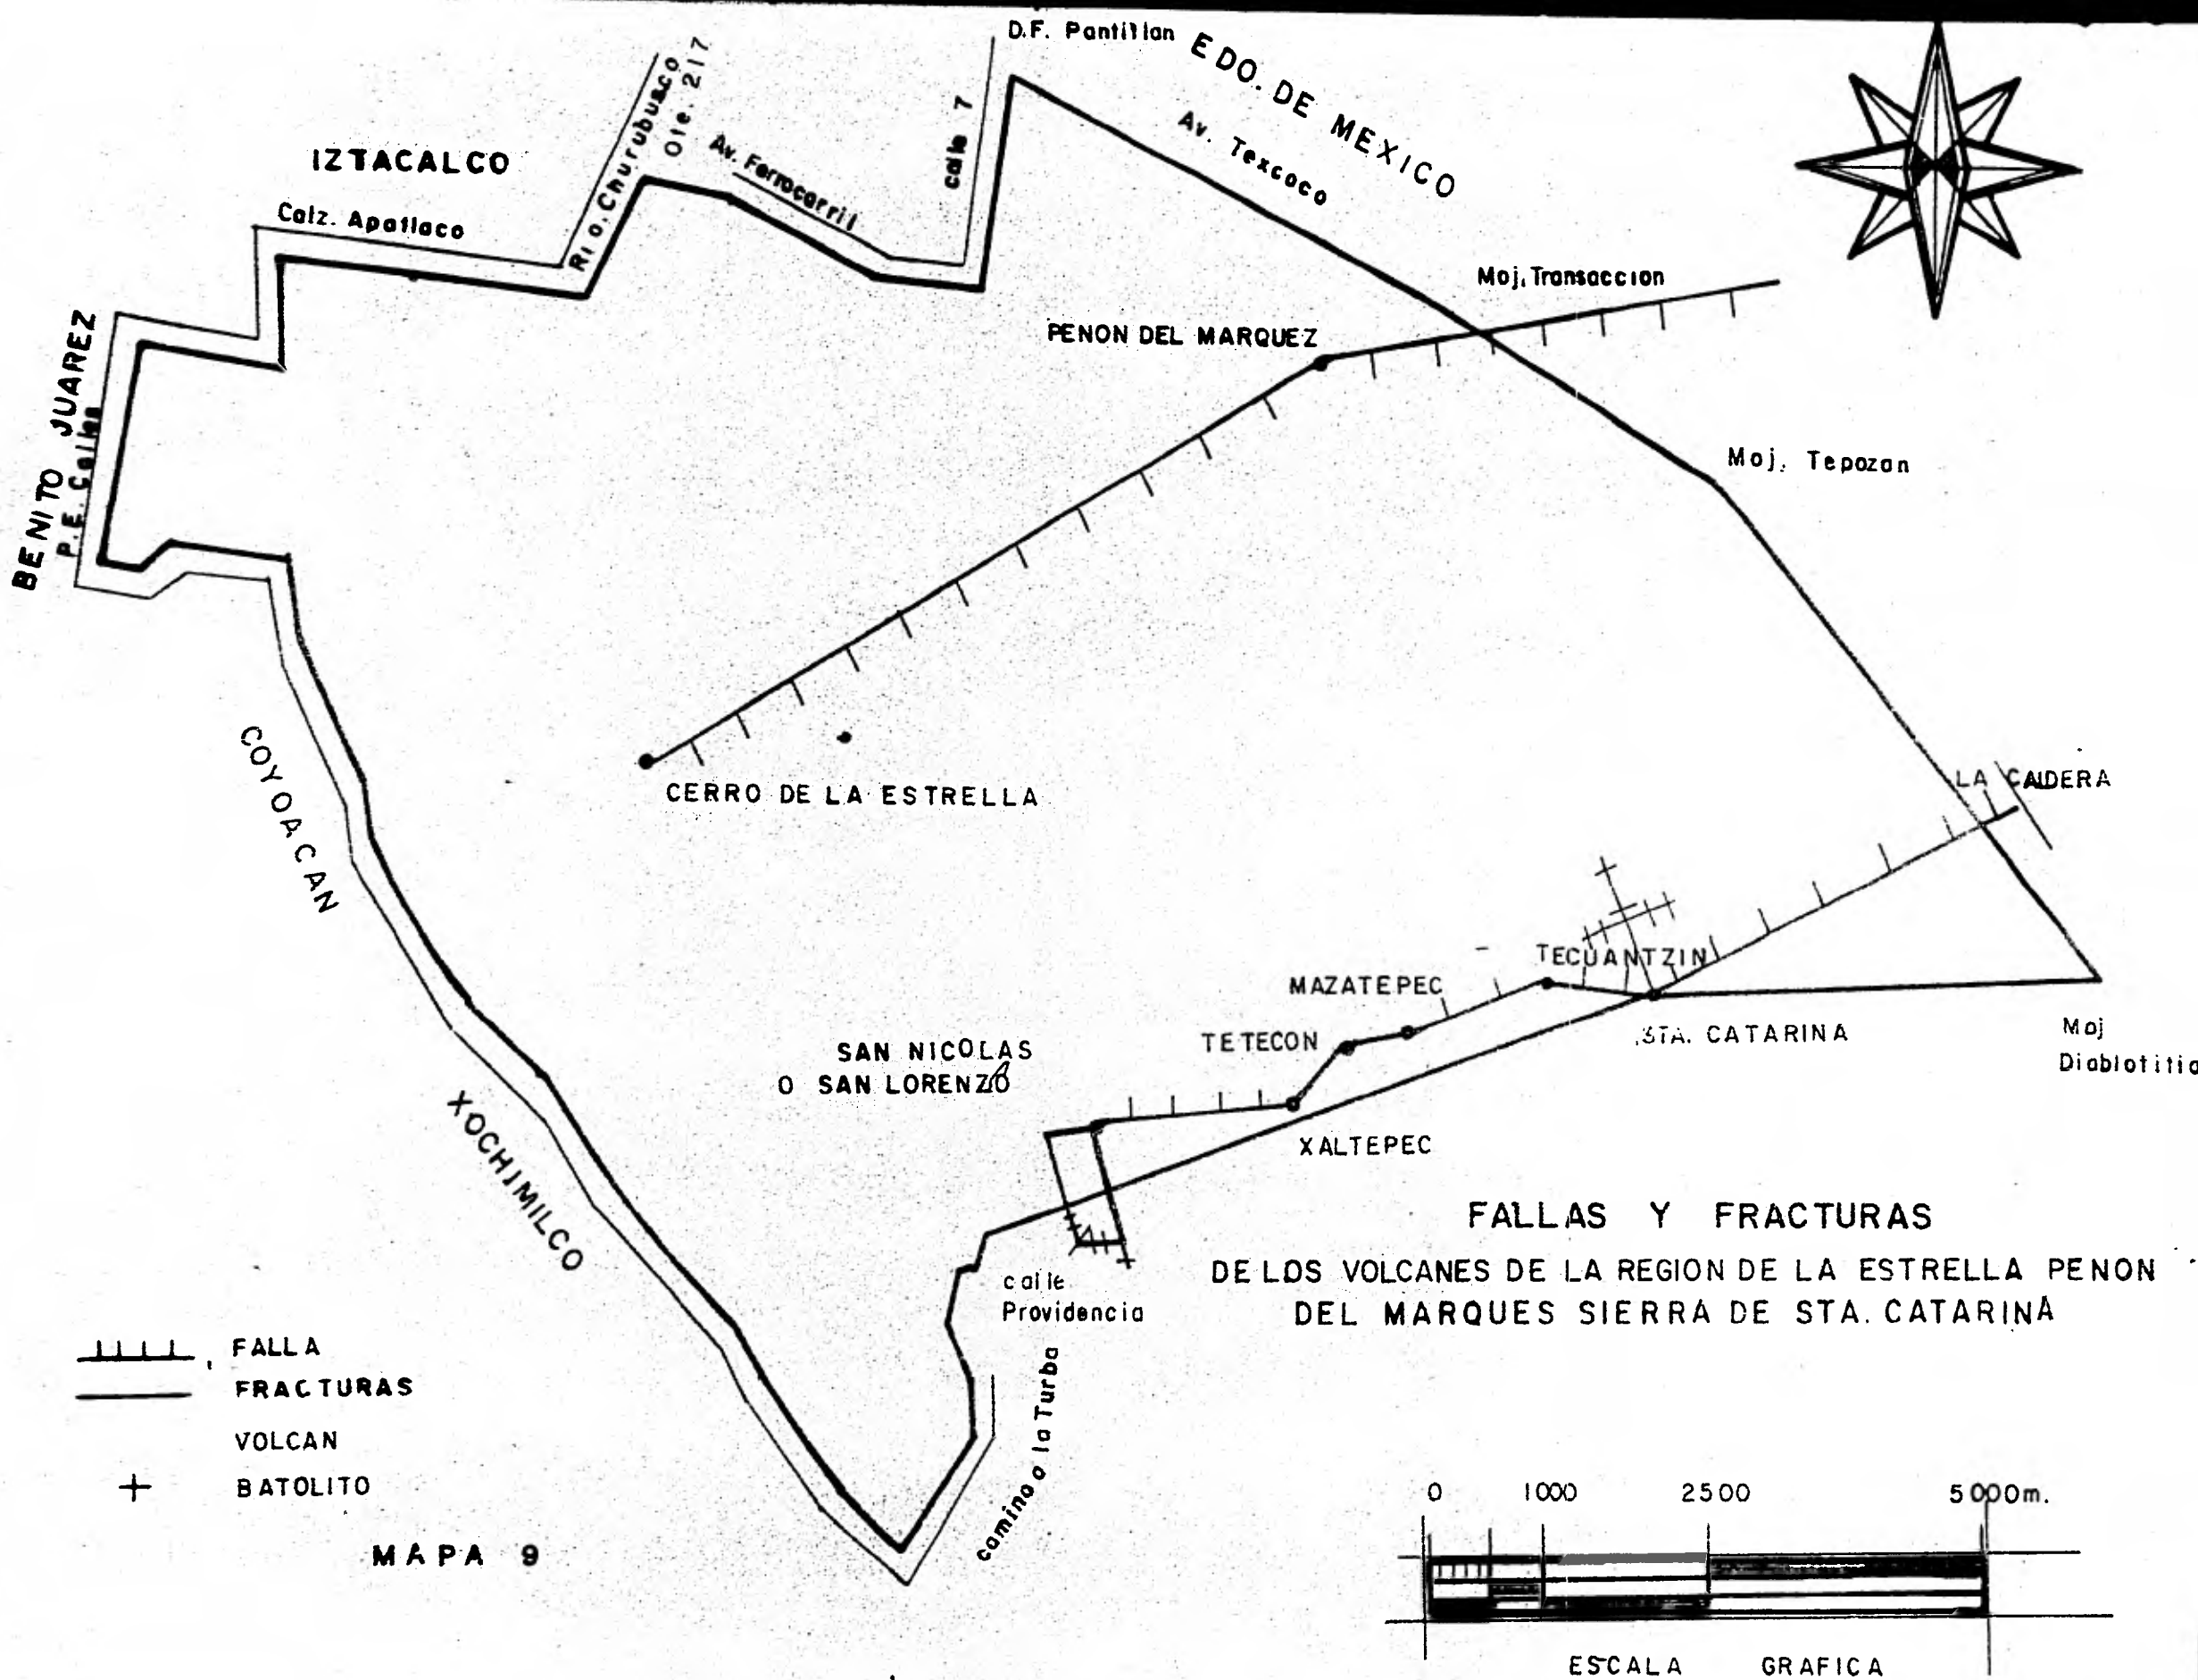 D.F. Pantitlan
EDO. DE MEXICO
Av. Texcoco
Rio. Churubusco
Ote. 217
Av. Ferrocarril
calle 7
IZTACALCO
Calz. Apatlaco
Moj. Transaccion
PENON DEL MARQUEZ
BENITO JUAREZ
P.E. Calles
Moj. Tepozan
COYOACAN
CERRO DE LA ESTRELLA
LA CALDERA
TECUANTZIN
MAZATEPEC
TETECON
STA. CATARINA
Moj
SAN NICOLAS
O SAN LORENZO
XALTEPEC
XOCHIMILCO
calle
Providencia
camino a la Turba
FALLAS Y FRACTURAS
DE LOS VOLCANES DE LA REGION DE LA ESTRELLA PENON
DEL MARQUES SIERRA DE STA. CATARINA
FALLA
FRACTURAS
VOLCAN
BATOLITO
MAPA 9
0 1000 2500 5000m.
ESCALA GRAFICA